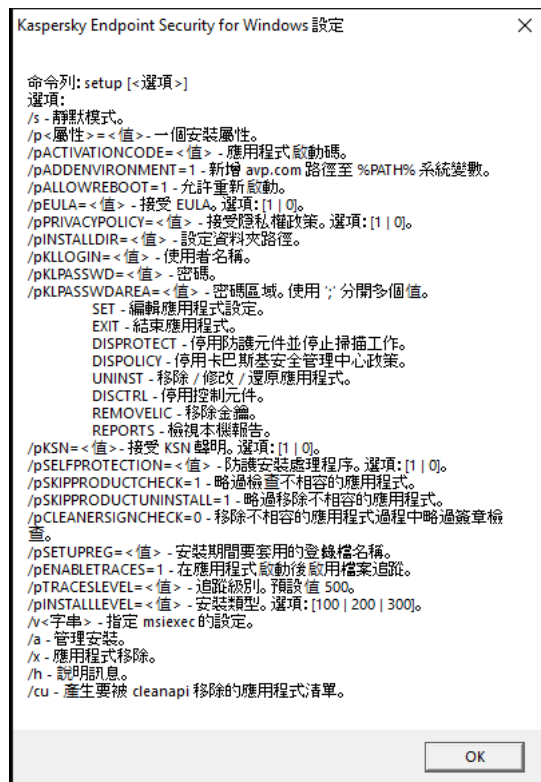 Kaspersky Endpoint Security for Windows 設定
命令列: setup [<選項>]
選項:
/s - 靜默模式。
/p<屬性>=<值> - 一個安裝屬性。
/pACTIVATIONCODE=<值> - 應用程式啟動碼。
/pADDENVIRONMENT=1 - 新增 avp.com 路徑至 %PATH% 系統變數。
/pALLOWREBOOT=1 - 允許重新啟動。
/pEULA=<值> - 接受 EULA。選項: [1 | 0]。
/pPRIVACYPOLICY=<值> - 接受隱私權政策。選項: [1 | 0]。
/pINSTALLDIR=<值> - 設定資料夾路徑。
/pKLLOGIN=<值> - 使用者名稱。
/pKLPASSWD=<值> - 密碼。
/pKLPASSWDAREA=<值> - 密碼區域。使用 ';' 分開多個值。
SET - 編輯應用程式設定。
EXIT - 結束應用程式。
DISPROTECT - 停用防護元件並停止掃描工作。
DISPOLICY - 停用卡巴斯基安全管理中心政策。
UNINST - 移除 / 修改 / 還原應用程式。
DISCTRL - 停用控制元件。
REMOVELIC - 移除金鑰。
REPORTS - 檢視本機報告。
/pKSN=<值> - 接受 KSN 聲明。選項: [1 | 0]。
/pSELFPROTECTION=<值> - 防護安裝處理程序。選項: [1 | 0]。
/pSKIPPRODUCTCHECK=1 - 略過檢查不相容的應用程式。
/pSKIPPRODUCTUNINSTALL=1 - 略過移除不相容的應用程式。
/pCLEANERSIGNCHECK=0 - 移除不相容的應用程式過程中略過簽章檢
查。
/pSETUPREG=<值> - 安裝期間要套用的登錄檔名稱。
/pENABLETRACES=1 - 在應用程式啟動後啟用檔案追蹤。
/pTRACESLEVEL=<值> - 追蹤級別。預設值 500。
/pINSTALLLEVEL=<值> - 安裝類型。選項: [100 | 200 | 300]。
/v<字串> - 指定 msiexec 的設定。
/a - 管理安裝。
/x - 應用程式移除。
/h - 說明訊息。
/cu - 產生要被 cleanapi 移除的應用程式清單。
OK